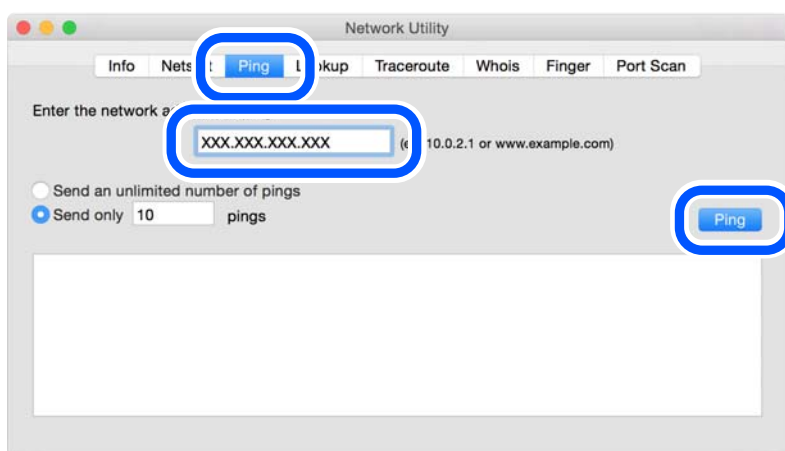 Network Utility
Info Ping Traceroute Whois Finger Port Scan
Enter the network
XXX.XXX.XXX.XXX 10.0.2.1 or www.example.com)
Send an unlimited number of pings
Send only 10 pings
Ping